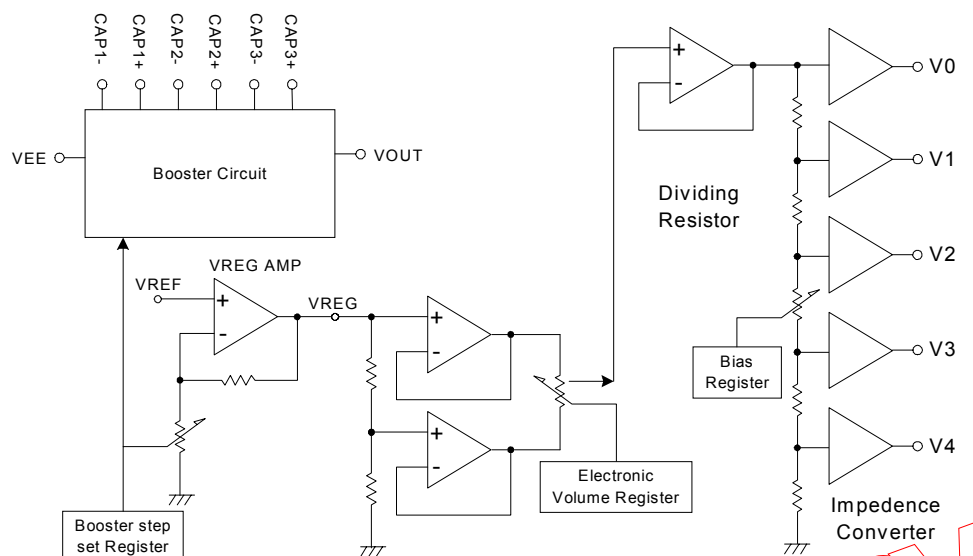 CAP1-
CAP1+
CAP2-
CAP2+
CAP3-
CAP3+
VEE
Booster Circuit
VOUT
VREG AMP
VREF
+
-
VREG
+
-
+
-
+
-
Dividing
Resistor
V0
V1
V2
V3
V4
Bias
Register
Electronic
Volume Register
Booster step
set Register
Impedence
Converter